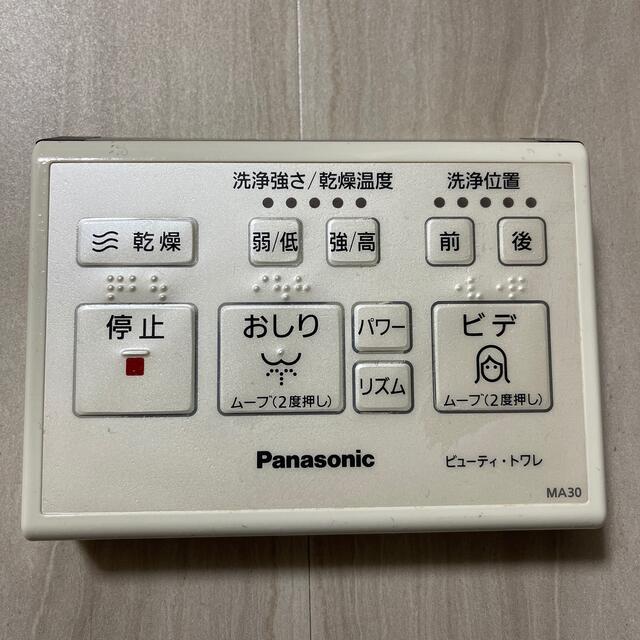 洗浄強さ/乾燥温度
洗浄位置
乾燥
弱/低
強/高
前
後
停止
おしり
ムーブ(2度押し)
パワー
リズム
ビデ
ムーブ(2度押し)
Panasonic
ビューティ・トワレ
MA30